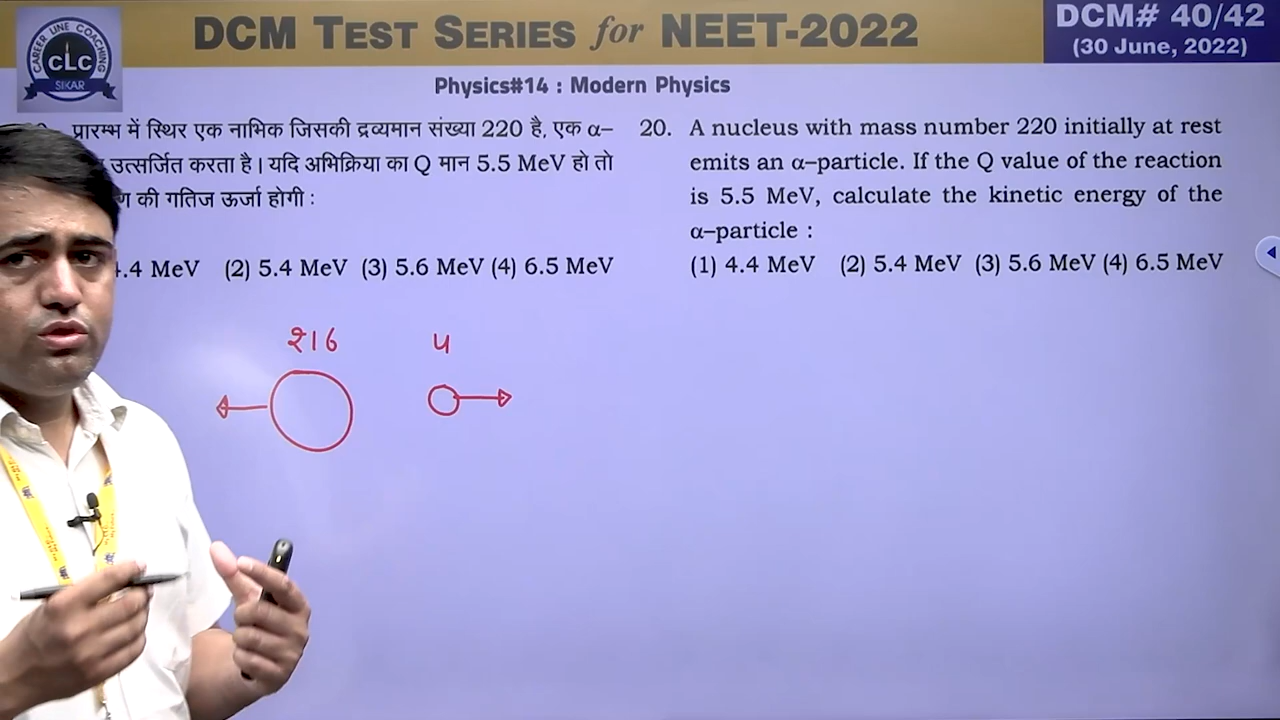 DCM TEST SERIES for NEET-2022
DCM# 40/42
(30 June, 2022)
CAREER LINE COACHING
CLC
SIKAR
Physics#14 : Modern Physics
प्रारम्भ में स्थिर एक नाभिक जिसकी द्रव्यमान संख्या 220 है, एक α–
उत्सर्जित करता है। यदि अभिक्रिया का Q मान 5.5 MeV हो तो
की गतिज ऊर्जा होगी :
.4 MeV (2) 5.4 MeV (3) 5.6 MeV (4) 6.5 MeV
20. A nucleus with mass number 220 initially at rest
emits an α–particle. If the Q value of the reaction
is 5.5 MeV, calculate the kinetic energy of the
α–particle :
(1) 4.4 MeV (2) 5.4 MeV (3) 5.6 MeV (4) 6.5 MeV
216 4